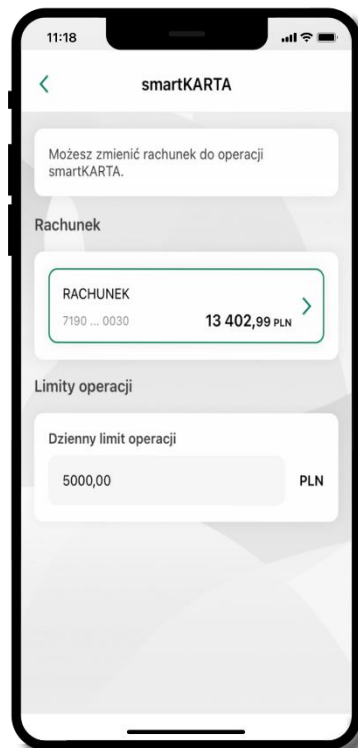 11:18
smartKARTA
Możesz zmienić rachunek do operacji
smartKARTA.
Rachunek
RACHUNEK
7190 ... 0030
13 402,99 PLN
Limity operacji
Dzienny limit operacji
5000,00
PLN